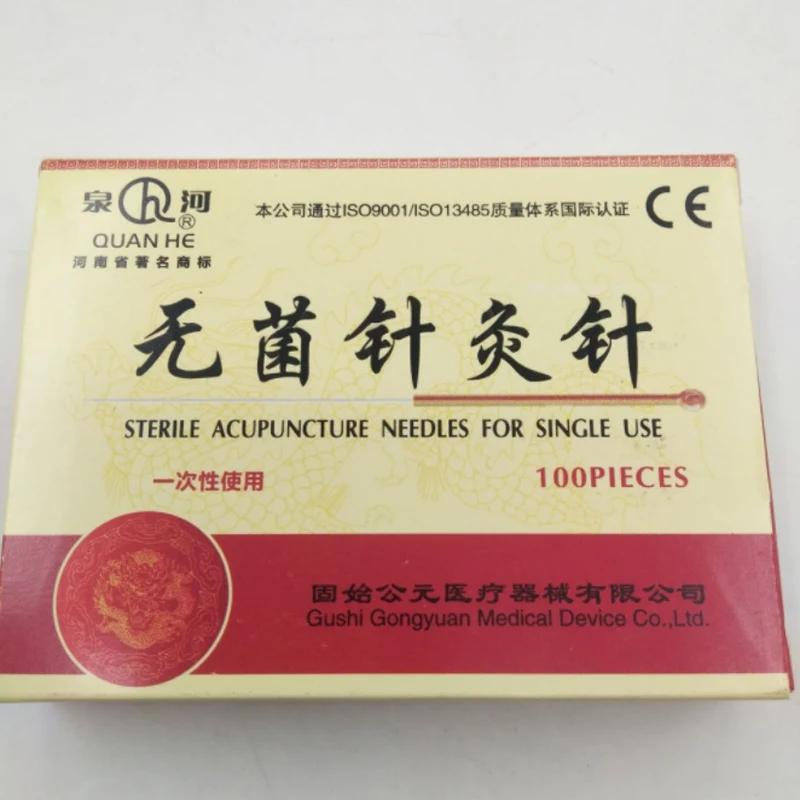 泉 河
®
QUAN HE
河南省著名商标
本公司通过ISO9001/ISO13485质量体系国际认证 CE
无菌针灸针
STERILE ACUPUNCTURE NEEDLES FOR SINGLE USE
一次性使用 100PIECES
固始公元医疗器械有限公司
Gushi Gongyuan Medical Device Co.,Ltd.